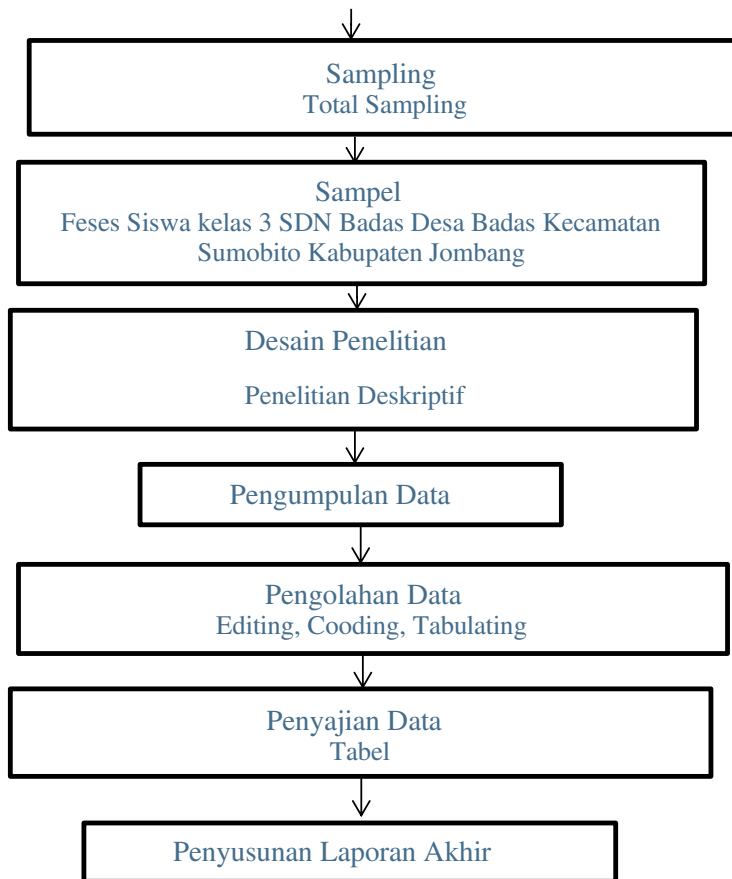 Sampling
Total Sampling
Sampel
Feses Siswa kelas 3 SDN Badas Desa Badas Kecamatan
Sumobito Kabupaten Jombang
Desain Penelitian
Penelitian Deskriptif
Pengumpulan Data
Pengolahan Data
Editing, Cooding, Tabulating
Penyajian Data
Tabel
Penyusunan Laporan Akhir